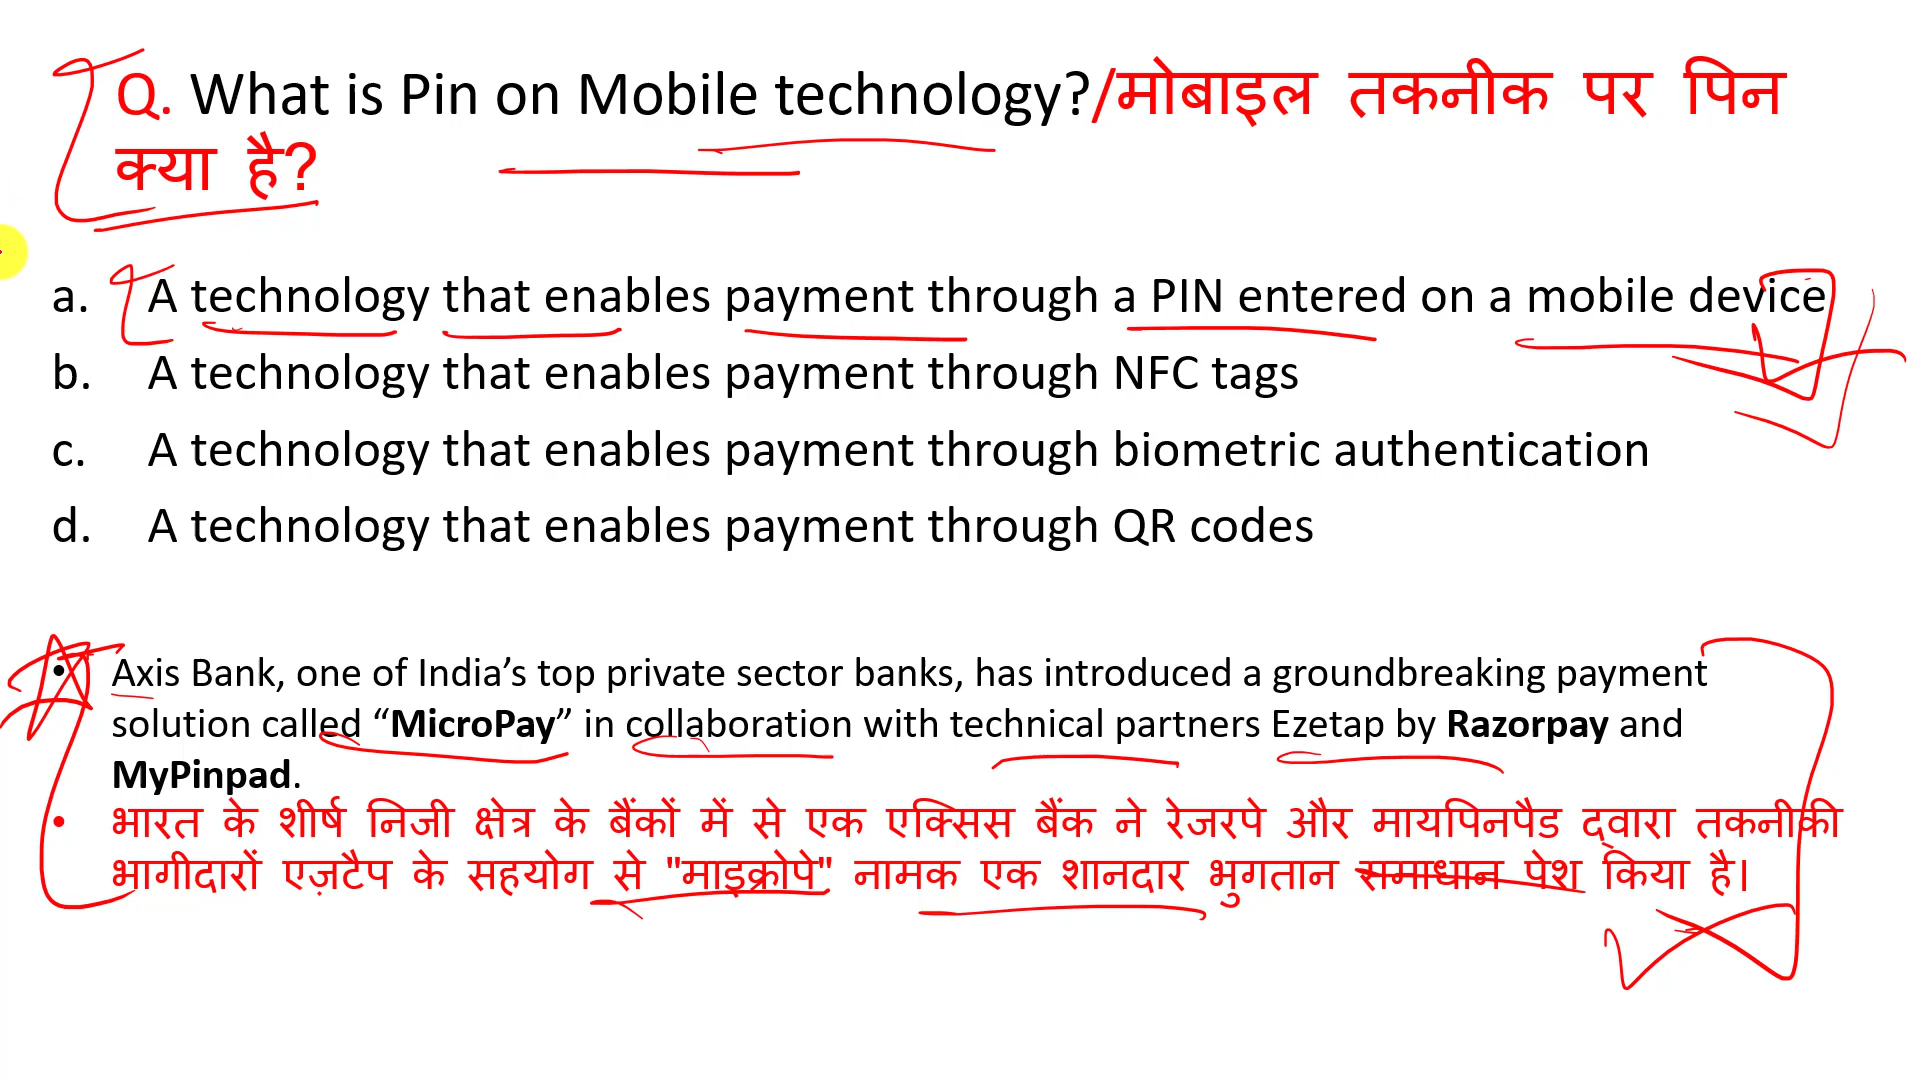 Q. What is Pin on Mobile technology?/मोबाइल तकनीक पर पिन
क्या है?
a. A technology that enables payment through a PIN entered on a mobile device
b. A technology that enables payment through NFC tags
c. A technology that enables payment through biometric authentication
d. A technology that enables payment through QR codes
• Axis Bank, one of India’s top private sector banks, has introduced a groundbreaking payment
solution called “MicroPay” in collaboration with technical partners Ezetap by Razorpay and
MyPinpad.
• भारत के शीर्ष निजी क्षेत्र के बैंकों में से एक एक्सिस बैंक ने रेजरपे और मायपिनपैड द्वारा तकनीकी
भागीदारों एज़टैप के सहयोग से "माइक्रोपे" नामक एक शानदार भुगतान समाधान पेश किया है।